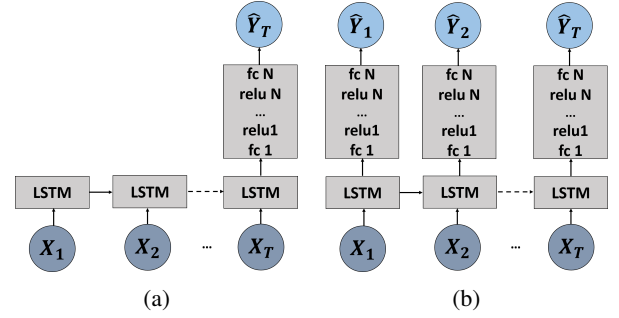 Ŷ_T Ŷ_1 Ŷ_2 Ŷ_T
fc N fc N fc N fc N
relu N relu N relu N relu N
... ... ... ...
relu1 relu1 relu1 relu1
fc 1 fc 1 fc 1 fc 1
LSTM LSTM LSTM LSTM LSTM LSTM
X_1 X_2 ... X_T X_1 X_2 ... X_T
(a) (b)